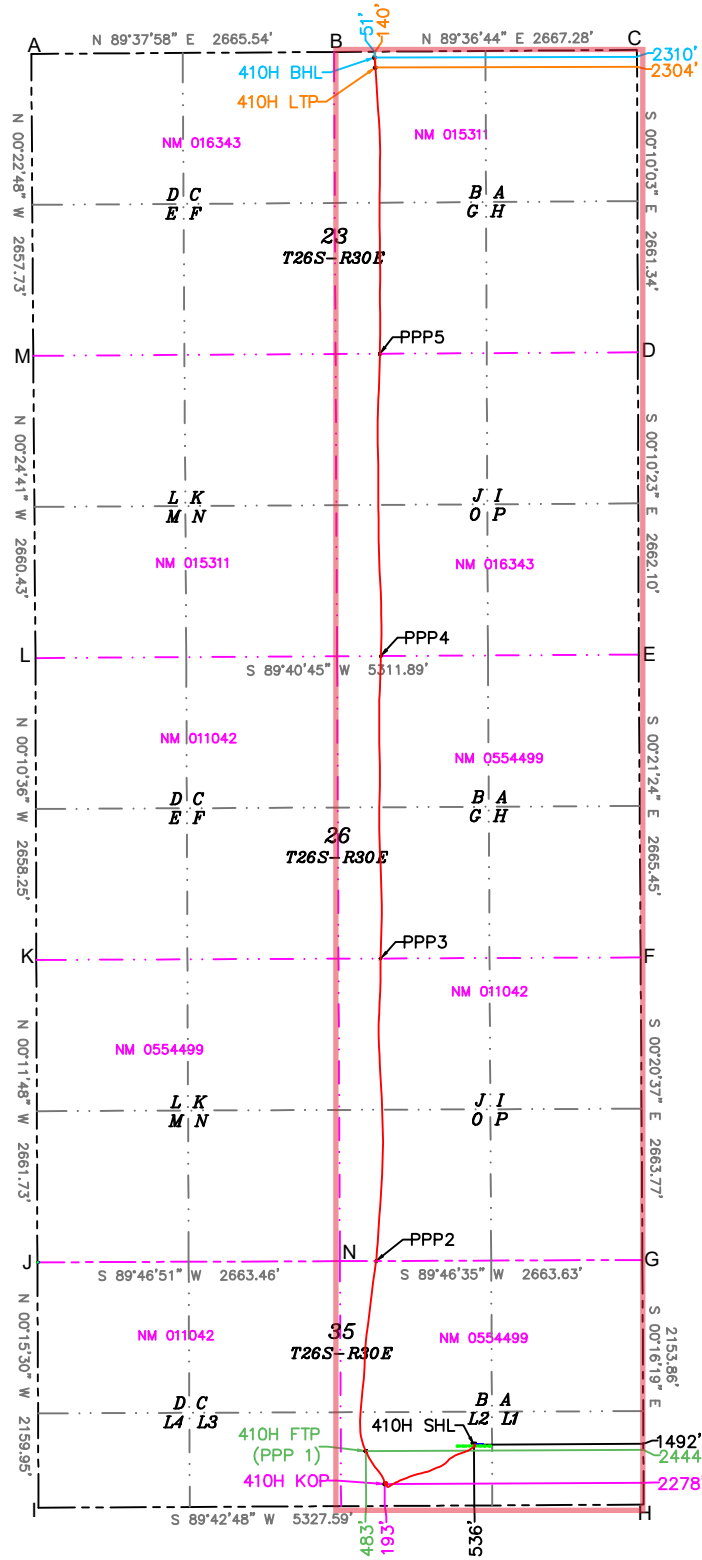 A
N 89°37'58" E 2665.54'
B
51'
140'
N 89°36'44" E 2667.28'
C
410H BHL
2310'
410H LTP
2304'
N 00°22'48" W 2657.73'
NM 016343
NM 015311
S 00°10'03" E 2661.34'
D C
E F
B A
G H
23
T26S-R30E
M
PPP5
D
N 00°24'41" W 2660.43'
S 00°10'23" E 2662.10'
L K
M N
J I
O P
NM 015311
NM 016343
L
PPP4
E
S 89°40'45" W 5311.89'
N 00°10'36" W 2658.25'
NM 011042
NM 0554499
S 00°21'24" E 2665.45'
D C
E F
B A
G H
26
T26S-R30E
K
PPP3
F
NM 011042
N 00°11'48" W 2661.73'
NM 0554499
S 00°20'37" E 2663.77'
L K
M N
J I
O P
J
N
PPP2
G
S 89°46'51" W 2663.46'
S 89°46'35" W 2663.63'
N 00°15'30" W 2159.95'
NM 011042
35
T26S-R30E
NM 0554499
S 00°16'19" E 2153.86'
D C
L4 L3
B A
L2 L1
410H SHL
410H FTP
(PPP 1)
1492'
2444'
410H KOP
2278'
I
H
S 89°42'48" W 5327.59'
483'
193'
536'